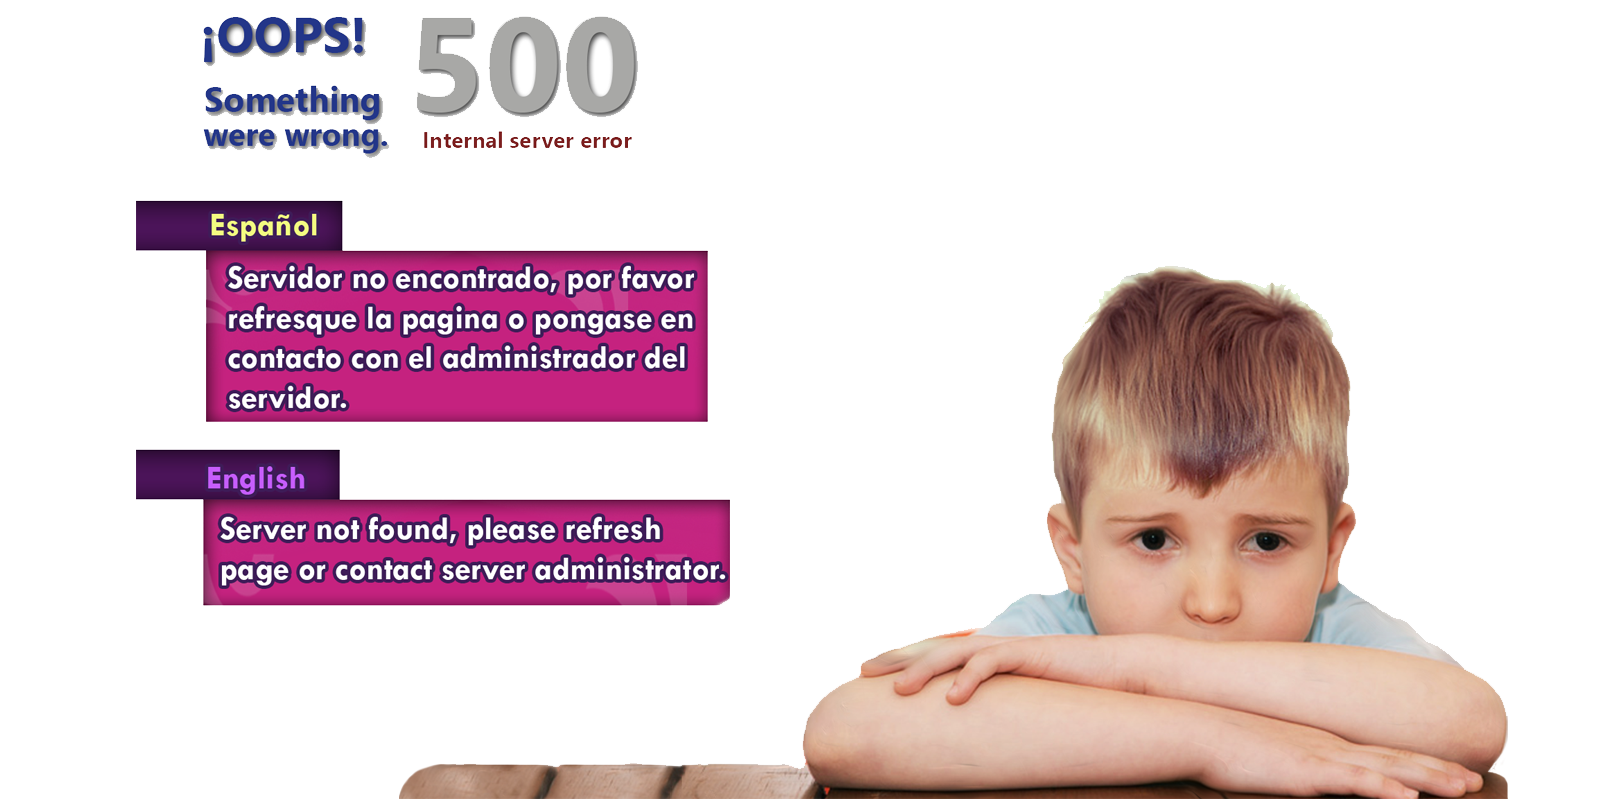 ¡OOPS!
Something
were wrong.
500
Internal server error
Español
Servidor no encontrado, por favor
refresque la pagina o pongase en
contacto con el administrador del
servidor.
English
Server not found, please refresh
page or contact server administrator.